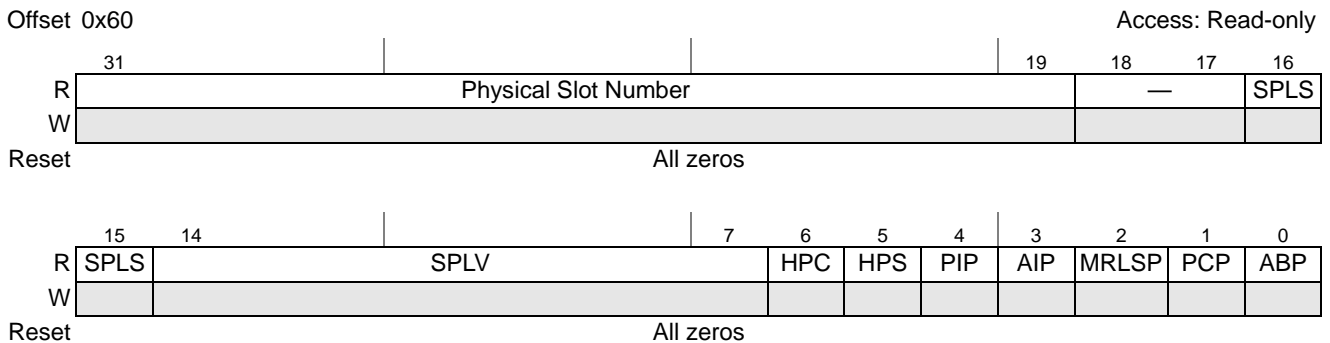 Offset 0x60 Access: Read-only
31 19 18 17 16
R Physical Slot Number — SPLS
W
Reset All zeros
15 14 7 6 5 4 3 2 1 0
R SPLS SPLV HPC HPS PIP AIP MRLSP PCP ABP
W
Reset All zeros